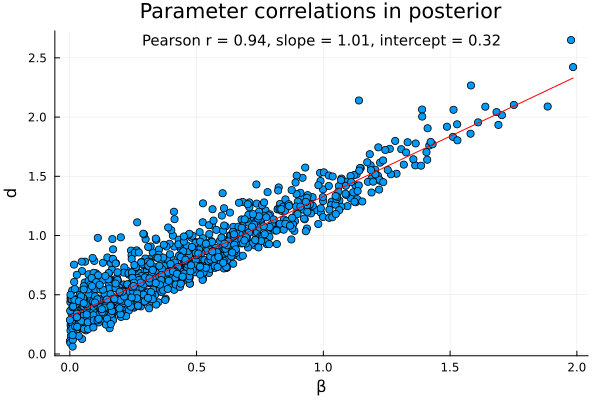 Parameter correlations in posterior
Pearson r = 0.94, slope = 1.01, intercept = 0.32
2.5
2.0
1.5
1.0
0.5
0.0
d
0.0 0.5 1.0 1.5 2.0
β